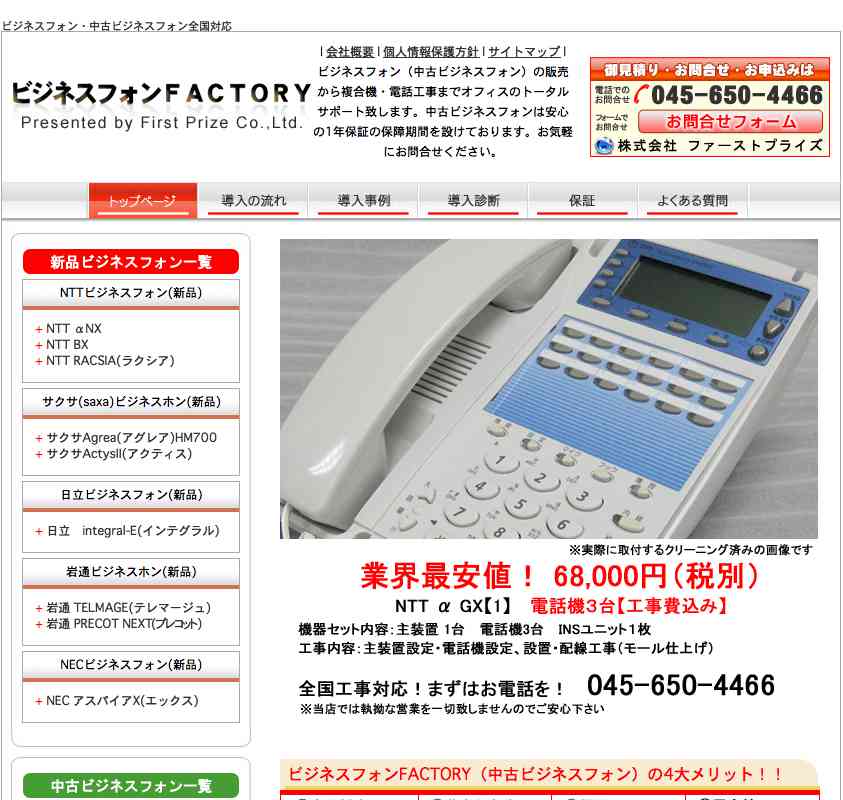 ビジネスフォン・中古ビジネスフォン全国対応
| 会社概要 | 個人情報保護方針 | サイトマップ |
ビジネスフォンFACTORY
Presented by First Prize Co.,Ltd.
ビジネスフォン（中古ビジネスフォン）の販売
から複合機・電話工事までオフィスのトータル
サポート致します。中古ビジネスフォンは安心
の1年保証の保障期間を設けております。お気軽
にお問合せください。
御見積り・お問合せ・お申込みは
電話での
お問合せ
045-650-4466
フォームで
お問合せ
お問合せフォーム
株式会社 ファーストプライズ
トップページ 導入の流れ 導入事例 導入診断 保証 よくある質問
新品ビジネスフォン一覧
NTTビジネスフォン(新品)
+ NTT αNX
+ NTT BX
+ NTT RACSIA(ラクシア)
サクサ(saxa)ビジネスホン(新品)
+ サクサAgrea(アグレア)HM700
+ サクサActysII(アクティス)
日立ビジネスフォン(新品)
+ 日立　integral-E(インテグラル)
岩通ビジネスホン(新品)
+ 岩通 TELMAGE(テレマージュ)
+ 岩通 PRECOT NEXT(プレコット)
NECビジネスフォン(新品)
+ NEC アスパイアX(エックス)
中古ビジネスフォン一覧
1 2 3
4 5 6
7 8
※実際に取付するクリーニング済みの画像です
業界最安値！ 68,000円（税別）
NTT α GX【1】　電話機３台【工事費込み】
機器セット内容：主装置 1台　電話機3台　INSユニット１枚
工事内容：主装置設定・電話機設定、設置・配線工事（モール仕上げ）
全国工事対応！まずはお電話を！　045-650-4466
※当店では執拗な営業を一切致しませんのでご安心下さい
ビジネスフォンFACTORY（中古ビジネスフォン）の4大メリット！！